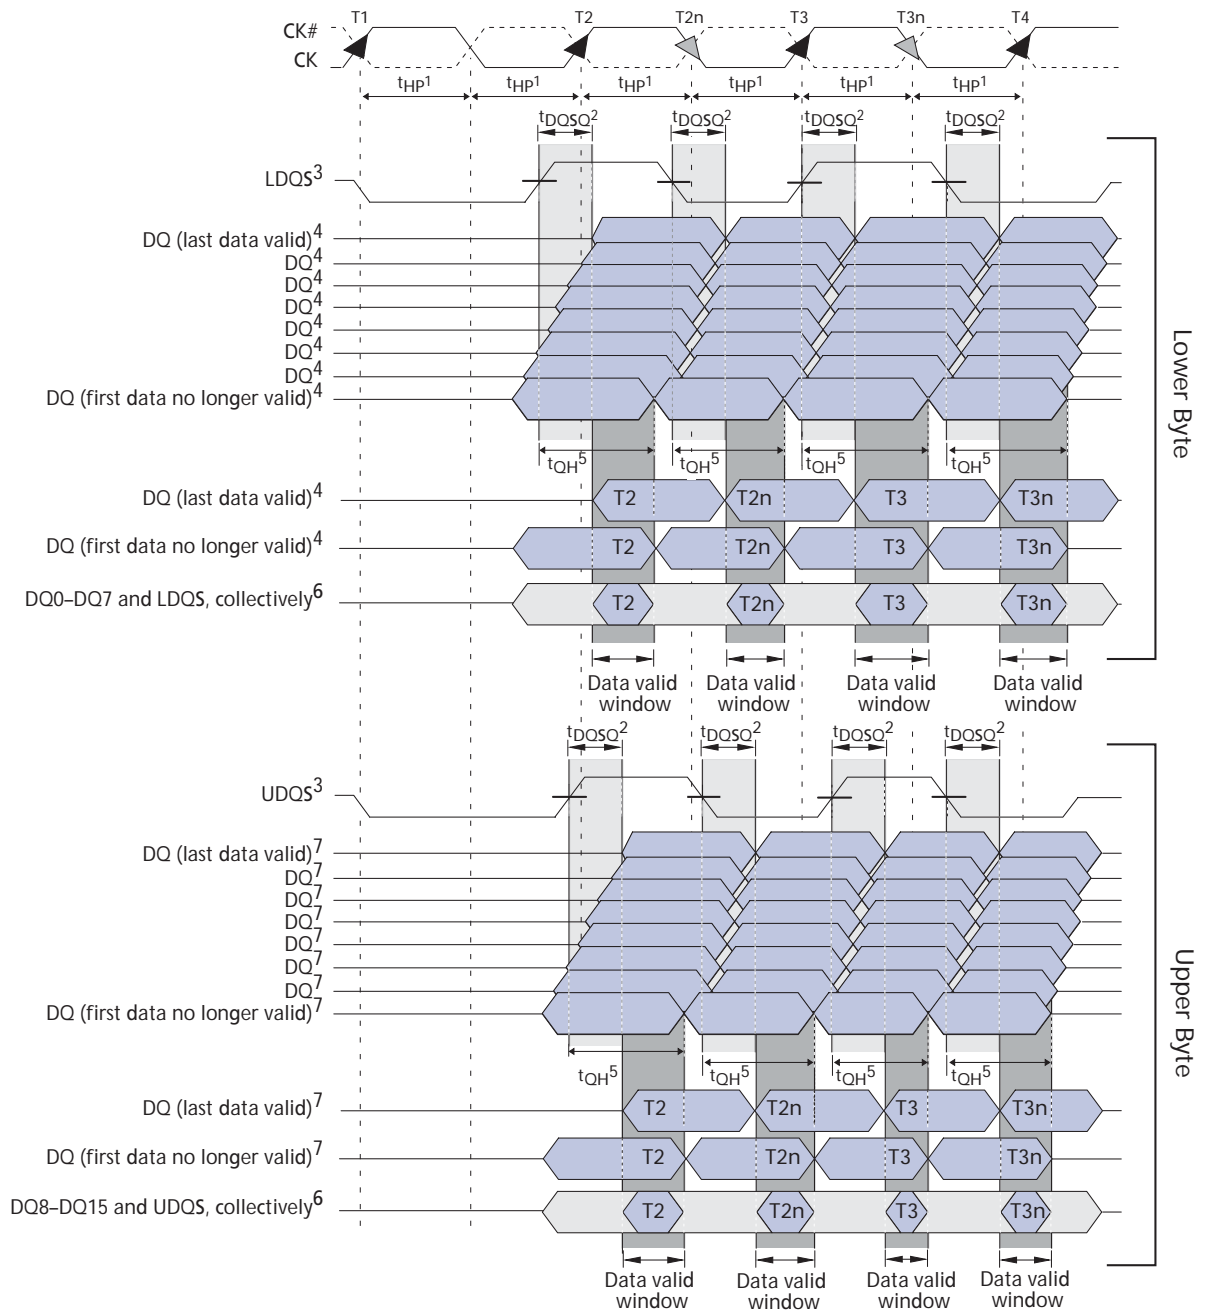 T1 T2 T2n T3 T3n T4
CK#
CK
tHP1 tHP1 tHP1 tHP1 tHP1 tHP1
tDQSQ2 tDQSQ2 tDQSQ2 tDQSQ2
LDQS3
DQ (last data valid)4
DQ4
DQ4
DQ4
DQ4
DQ4
DQ4
DQ (first data no longer valid)4
Lower Byte
tQH5 tQH5 tQH5 tQH5
DQ (last data valid)4 T2 T2n T3 T3n
DQ (first data no longer valid)4 T2 T2n T3 T3n
DQ0–DQ7 and LDQS, collectively6 T2 T2n T3 T3n
Data valid Data valid Data valid Data valid
window window window window
tDQSQ2 tDQSQ2 tDQSQ2 tDQSQ2
UDQS3
DQ (last data valid)7
DQ7
DQ7
DQ7
DQ7
DQ7
DQ7
DQ (first data no longer valid)7
Upper Byte
tQH5 tQH5 tQH5 tQH5
DQ (last data valid)7 T2 T2n T3 T3n
DQ (first data no longer valid)7 T2 T2n T3 T3n
DQ8–DQ15 and UDQS, collectively6 T2 T2n T3 T3n
Data valid Data valid Data valid Data valid
window window window window